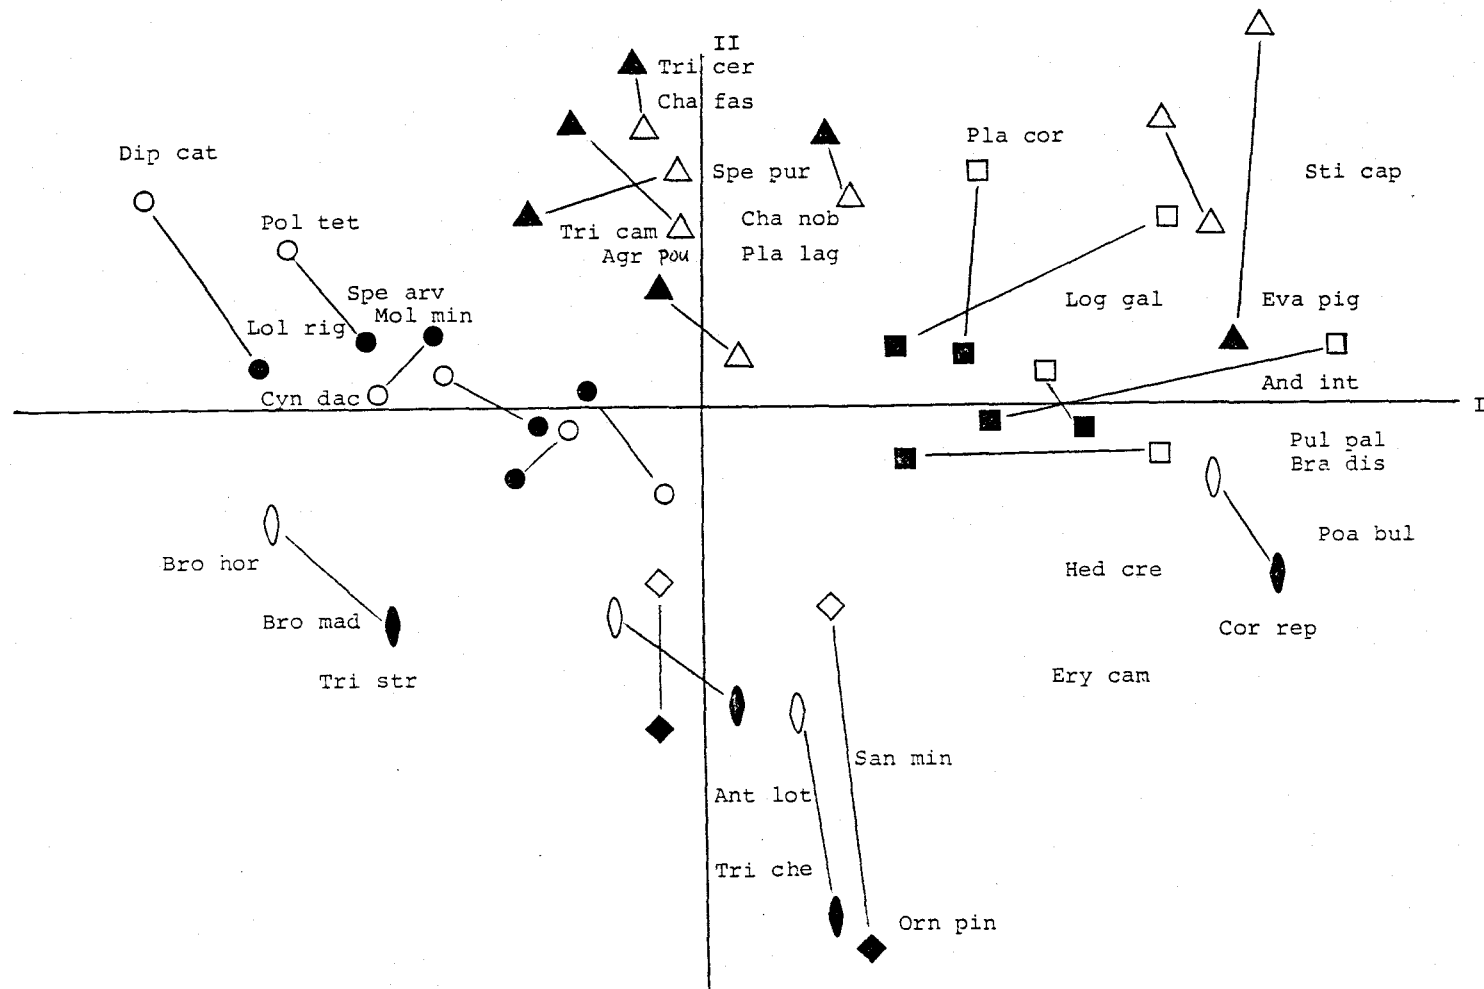 II
Tri cer
Cha fas
Pla cor
Dip cat
Spe pur
Sti cap
Pol tet
Cha nob
Tri cam
Agr pou
Pla lag
Spe arv
Log gal
Eva pig
Mol min
Lol rig
And int
Cyn dac
I
Pul pal
Bra dis
Poa bul
Bro hor
Hed cre
Bro mad
Cor rep
Ery cam
Tri str
San min
Ant lot
Tri che
Orn pin